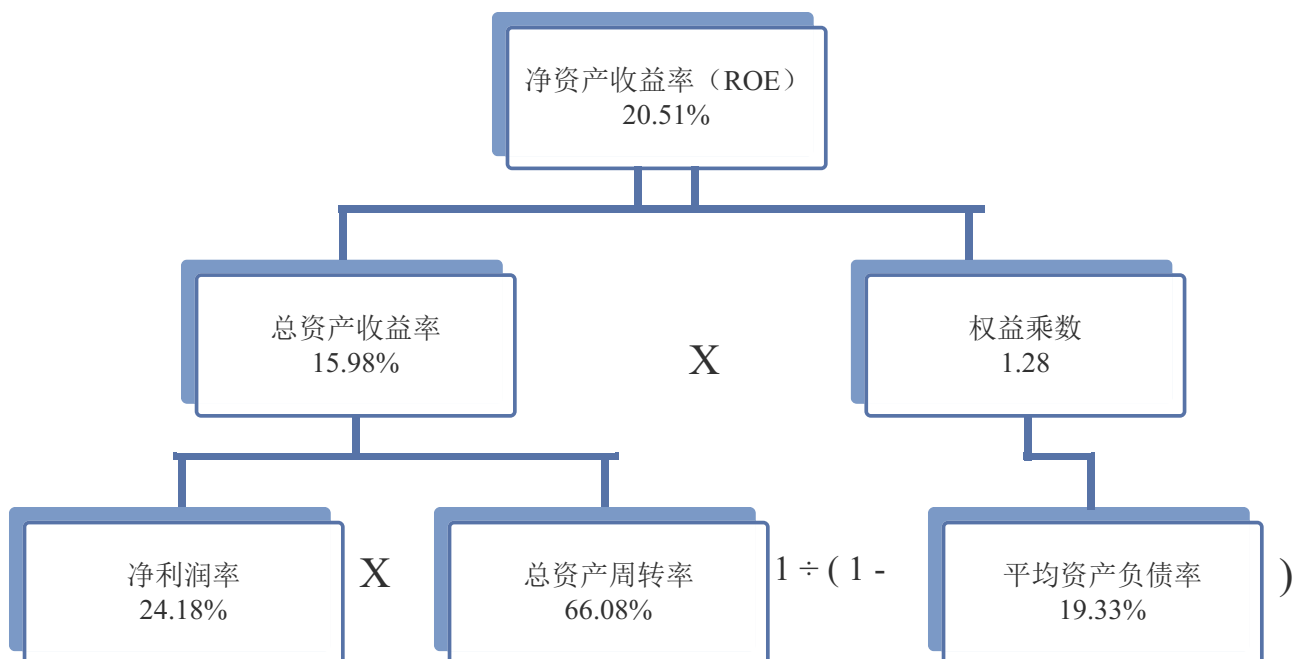 净资产收益率（ROE）
20.51%
总资产收益率
15.98%
X
权益乘数
1.28
净利润率
24.18%
X
总资产周转率
66.08%
1 ÷ ( 1 -
平均资产负债率
19.33%
)